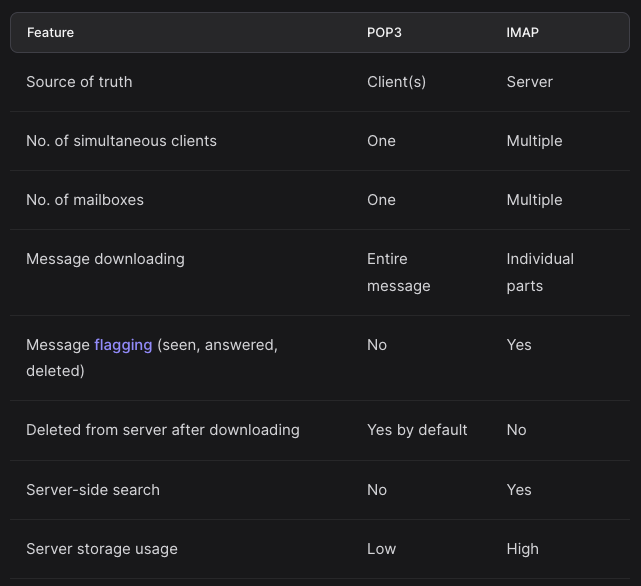 Feature POP3 IMAP
Source of truth Client(s) Server
No. of simultaneous clients One Multiple
No. of mailboxes One Multiple
Message downloading Entire Individual
message parts
Message flagging (seen, answered, No Yes
deleted)
Deleted from server after downloading Yes by default No
Server-side search No Yes
Server storage usage Low High